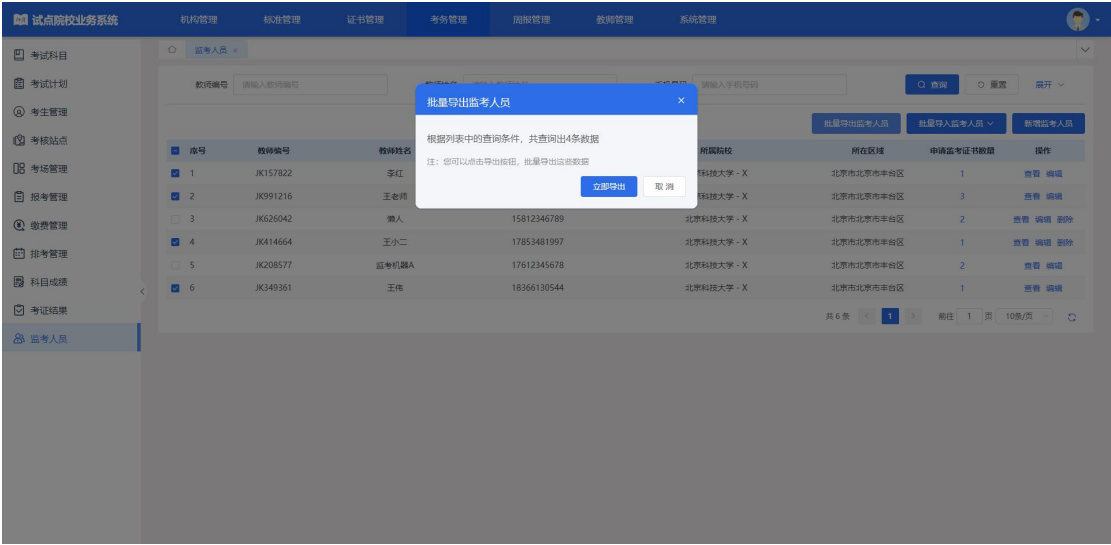 试点院校业务系统 机构管理 标准管理 证书管理 考务管理 周报管理 教师管理 系统管理
考试科目
考试计划
考生管理
考核站点
考场管理
报考管理
缴费管理
排考管理
科目成绩
考证结果
监考人员
监考人员 ×
教师编号 请输入教师编号 请输入手机号码 查询 重置 展开
批量导出监考人员 批量导入监考人员 新增监考人员
批量导出监考人员 ×
根据列表中的查询条件，共查询出4条数据
注：您可以点击导出按钮，批量导出这些数据
立即导出 取消
序号 教师编号 教师姓名 所属院校 所在区域 申请监考证书数量 操作
1 JK157822 李红 科技大学 - X 北京市北京市丰台区 1 查看 编辑
2 JK991216 王老师 科技大学 - X 北京市北京市丰台区 3 查看 编辑
3 JK626042 懒人 15812346789 北京科技大学 - X 北京市北京市丰台区 2 查看 编辑 删除
4 JK414664 王小二 17853481997 北京科技大学 - X 北京市北京市丰台区 1 查看 编辑 删除
5 JK208577 监考机器A 17612345678 北京科技大学 - X 北京市北京市丰台区 2 查看 编辑
6 JK349361 王伟 18366130544 北京科技大学 - X 北京市北京市丰台区 1 查看 编辑
共 6 条 1 前往 1 页 10条/页